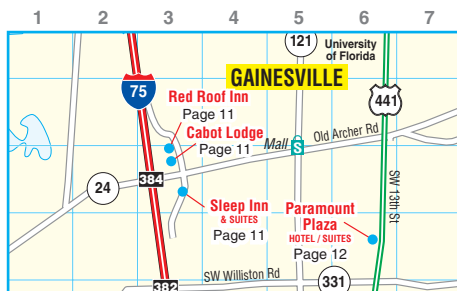 1 2 3 4 5 6 7
121
University
of Florida
GAINESVILLE
75
Red Roof Inn
Page 11
441
Cabot Lodge
Page 11
Mall
S
Old Archer Rd
384
24
SW 13th St
Sleep Inn
& SUITES
Page 11
Paramount
Plaza
HOTEL / SUITES
Page 12
SW Williston Rd
382
331